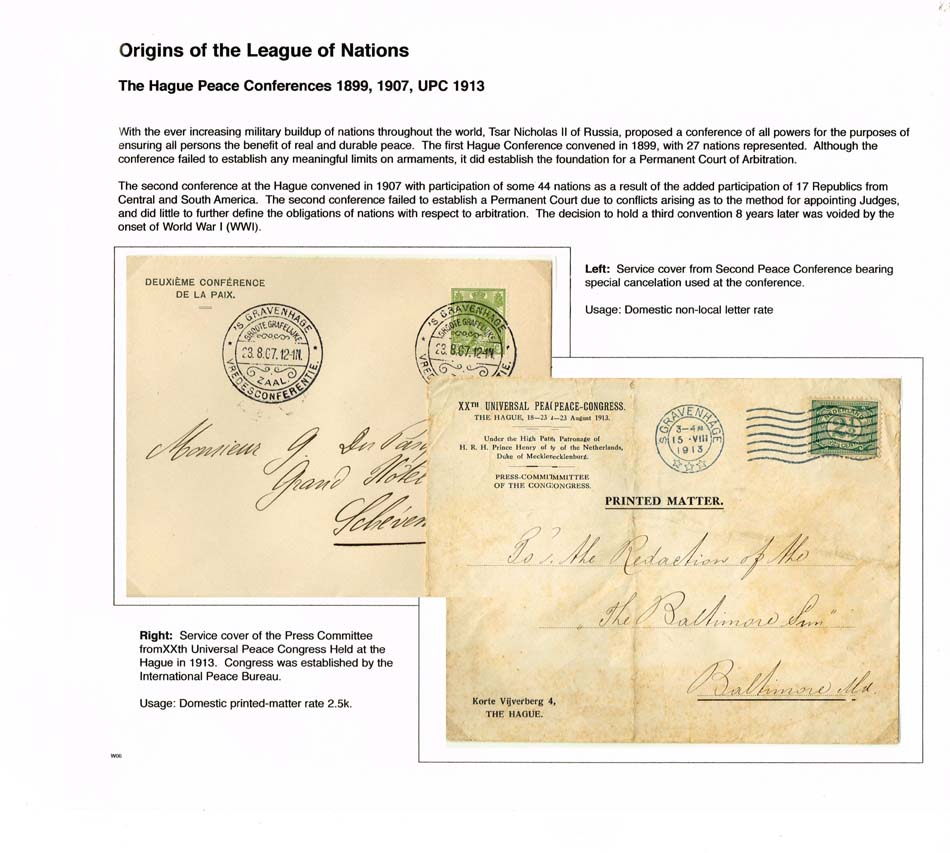 Origins of the League of Nations
The Hague Peace Conferences 1899, 1907, UPC 1913
With the ever increasing military buildup of nations throughout the world, Tsar Nicholas II of Russia, proposed a conference of all powers for the purposes of
ensuring all persons the benefit of real and durable peace.  The first Hague Conference convened in 1899, with 27 nations represented.  Although the
conference failed to establish any meaningful limits on armaments, it did establish the foundation for a Permanent Court of Arbitration.
The second conference at the Hague convened in 1907 with participation of some 44 nations as a result of the added participation of 17 Republics from
Central and South America.  The second conference failed to establish a Permanent Court due to conflicts arising as to the method for appointing Judges,
and did little to further define the obligations of nations with respect to arbitration.  The decision to hold a third convention 8 years later was voided by the
onset of World War I (WWI).
Left:  Service cover from Second Peace Conference bearing
special cancelation used at the conference.
Usage: Domestic non-local letter rate
DEUXIÈME CONFÉRENCE
DE LA PAIX.
'S GRAVENHAGE
GROOTE GRAFELIJKE
23.8.07.12-1N.
ZAAL
VREDESCONFERENTIE.
'S GRAVENHAGE
GRAFELIJKE
23.8.07.12-1N.
Monsieur G. Du
Grand Hôtel
Scheven
XXTH UNIVERSAL PEA(PEACE-CONGRESS.
THE HAGUE, 18—23 A—23 August 1913.
Under the High Patronage of
H. R. H. Prince Henry of ty of the Netherlands,
Duke of Mecklenecklenburg.
PRESS-COMMITMMITTEE
OF THE CONGCONGRESS.
'S GRAVENHAGE
3-4 N
15 .VIII
1913
2½
PRINTED MATTER.
To the Redaction of the
"The Baltimore Sun"
Baltimore Md.
Korte Vijverberg 4,
THE HAGUE.
Right:  Service cover of the Press Committee
fromXXth Universal Peace Congress Held at the
Hague in 1913.  Congress was established by the
International Peace Bureau.
Usage: Domestic printed-matter rate 2.5k.
W06